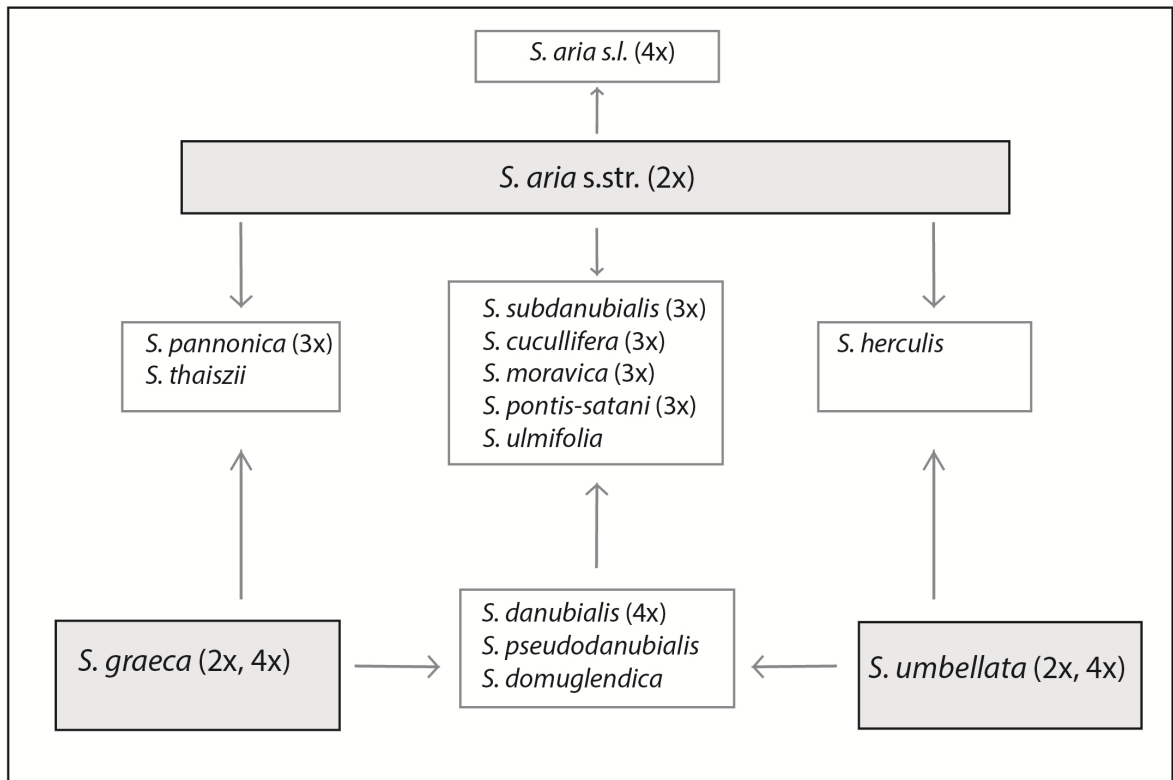 S. aria s.l. (4x)
S. aria s.str. (2x)
S. pannonica (3x)
S. thaiszii
S. subdanubialis (3x)
S. cucullifera (3x)
S. moravica (3x)
S. pontis-satani (3x)
S. ulmifolia
S. herculis
S. graeca (2x, 4x)
S. danubialis (4x)
S. pseudodanubialis
S. domuglendica
S. umbellata (2x, 4x)